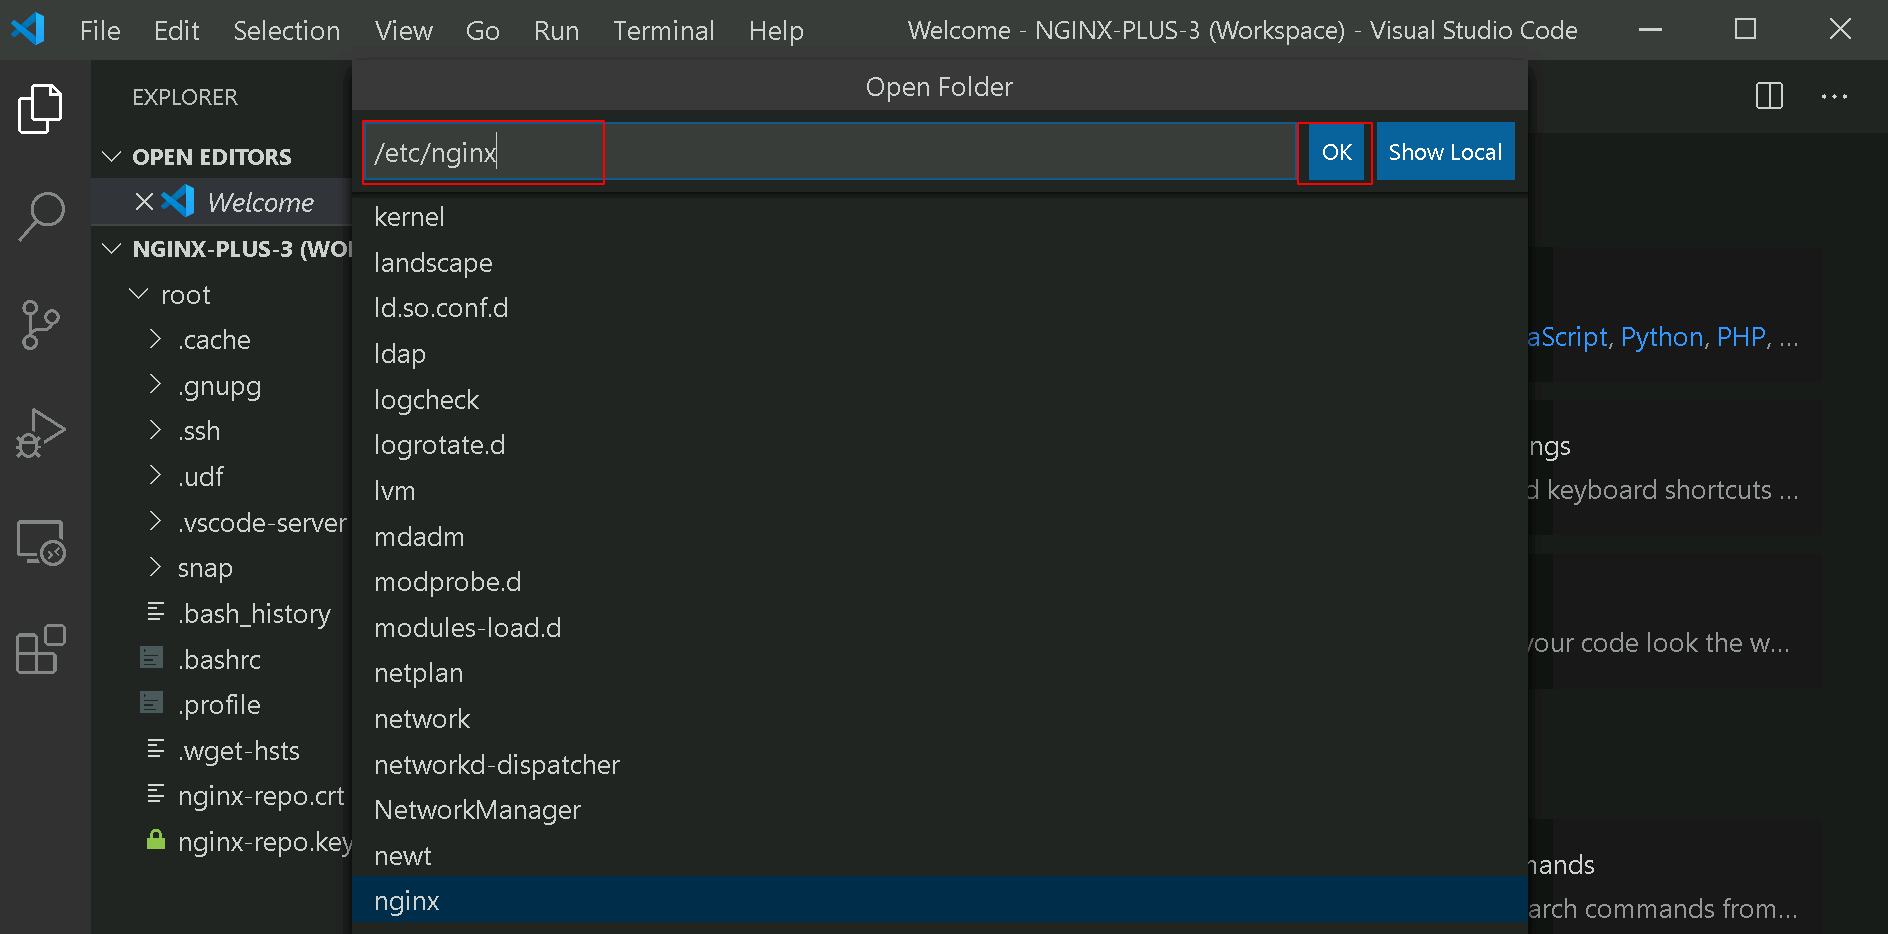 File Edit Selection View Go Run Terminal Help Welcome - NGINX-PLUS-3 (Workspace) - Visual Studio Code
EXPLORER
OPEN EDITORS
Welcome
NGINX-PLUS-3 (WO
root
.cache
.gnupg
.ssh
.udf
.vscode-server
snap
.bash_history
.bashrc
.profile
.wget-hsts
nginx-repo.crt
nginx-repo.key
Open Folder
/etc/nginx OK Show Local
kernel
landscape
ld.so.conf.d
ldap
logcheck
logrotate.d
lvm
mdadm
modprobe.d
modules-load.d
netplan
network
networkd-dispatcher
NetworkManager
newt
nginx
aScript, Python, PHP, ...
ngs
d keyboard shortcuts ...
your code look the w...
nands
arch commands from...